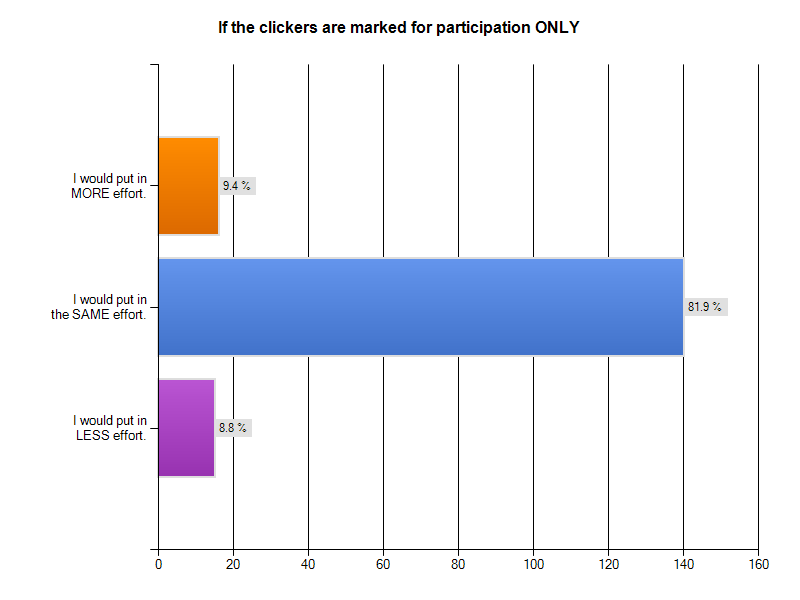 If the clickers are marked for participation ONLY
I would put in
MORE effort.
9.4 %
I would put in
the SAME effort.
81.9 %
I would put in
LESS effort.
8.8 %
0 20 40 60 80 100 120 140 160